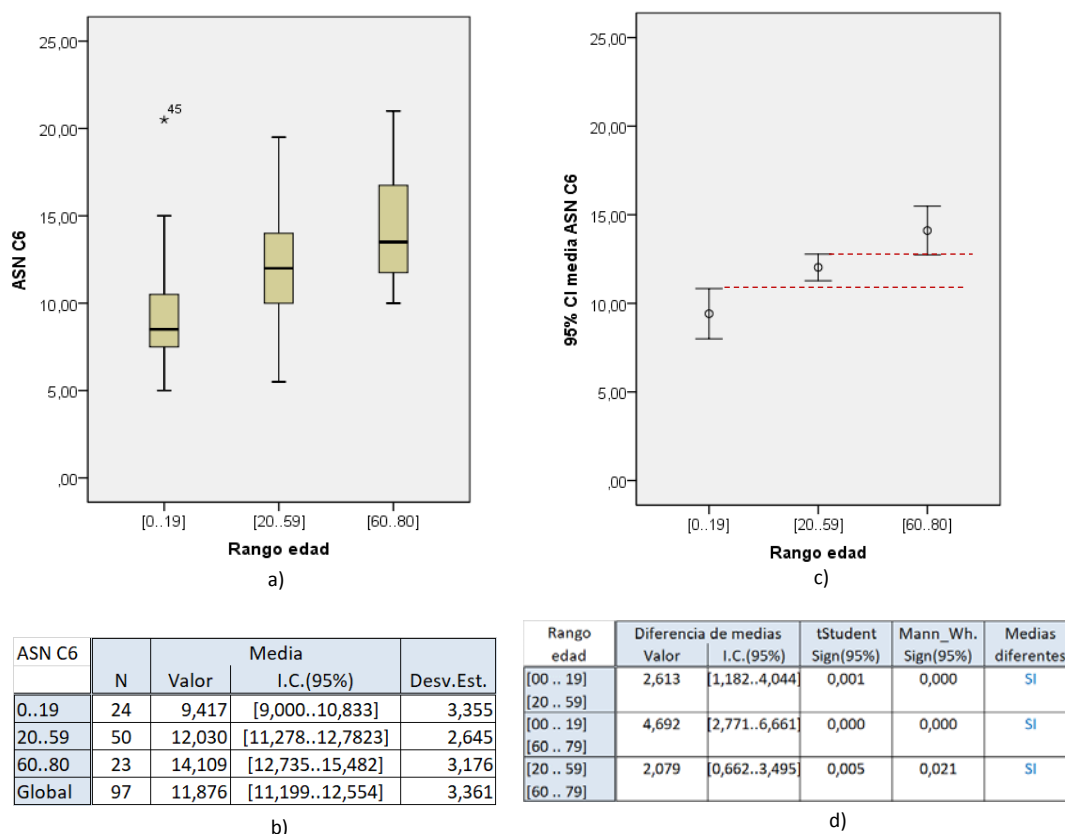 25,00
20,00
15,00
10,00
5,00
,00
ASN C6
45
[0..19] [20..59] [60..80]
Rango edad
a)
25,00
20,00
15,00
10,00
5,00
,00
95% CI media ASN C6
[0..19] [20..59] [60..80]
Rango edad
c)
ASN C6 Media
N Valor I.C.(95%) Desv.Est.
0..19 24 9,417 [9,000..10,833] 3,355
20..59 50 12,030 [11,278..12,7823] 2,645
60..80 23 14,109 [12,735..15,482] 3,176
Global 97 11,876 [11,199..12,554] 3,361
b)
Rango Diferencia de medias tStudent Mann_Wh. Medias
edad Valor I.C.(95%) Sign(95%) Sign(95%) diferentes
[00 .. 19] 2,613 [1,182..4,044] 0,001 0,000 SI
[20 .. 59]
[00 .. 19] 4,692 [2,771..6,661] 0,000 0,000 SI
[60 .. 79]
[20 .. 59] 2,079 [0,662..3,495] 0,005 0,021 SI
[60 .. 79]
d)